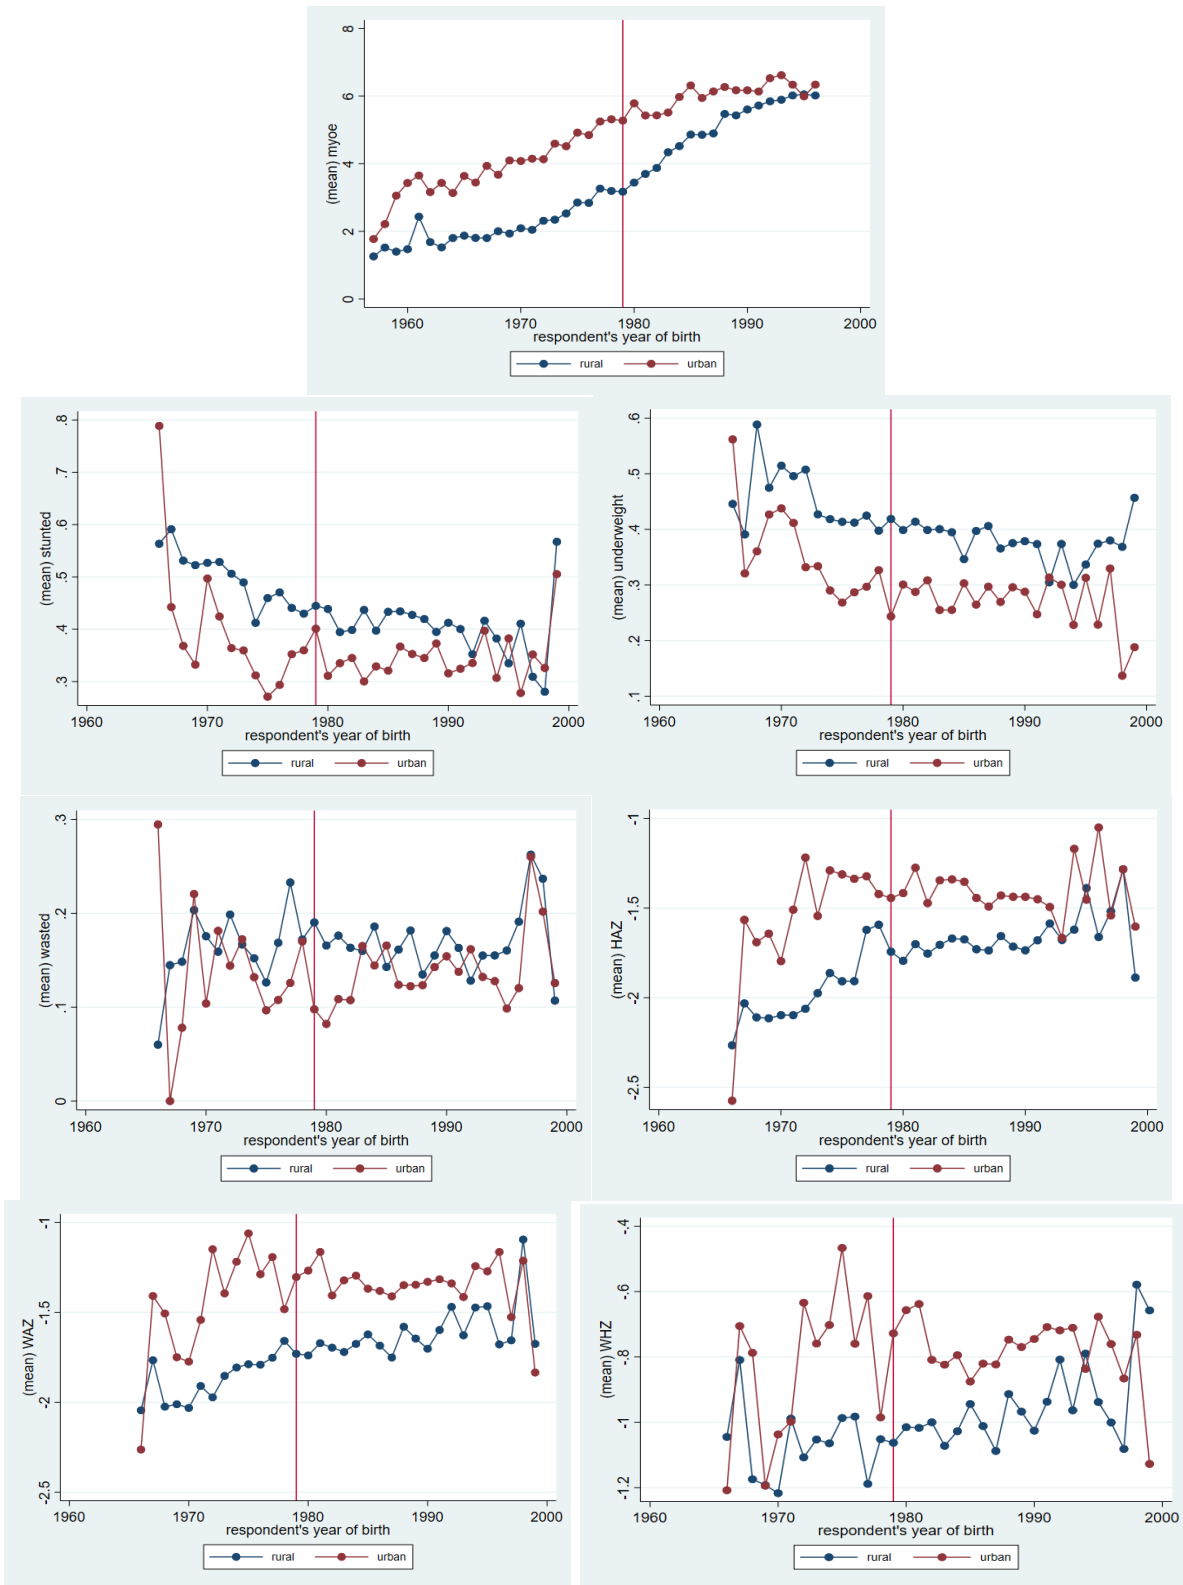 (mean) myoe
8
6
4
2
0
1960 1970 1980 1990 2000
respondent's year of birth
rural urban
(mean) stunted
.8
.7
.6
.5
.4
.3
1960 1970 1980 1990 2000
respondent's year of birth
rural urban
(mean) underweight
.6
.5
.4
.3
.2
.1
1960 1970 1980 1990 2000
respondent's year of birth
rural urban
(mean) wasted
.3
.2
.1
0
1960 1970 1980 1990 2000
respondent's year of birth
rural urban
(mean) HAZ
-1
-1.5
-2
-2.5
1960 1970 1980 1990 2000
respondent's year of birth
rural urban
(mean) WAZ
-1
-1.5
-2
-2.5
1960 1970 1980 1990 2000
respondent's year of birth
rural urban
(mean) WHZ
-.4
-.6
-.8
-1
-1.2
1960 1970 1980 1990 2000
respondent's year of birth
rural urban